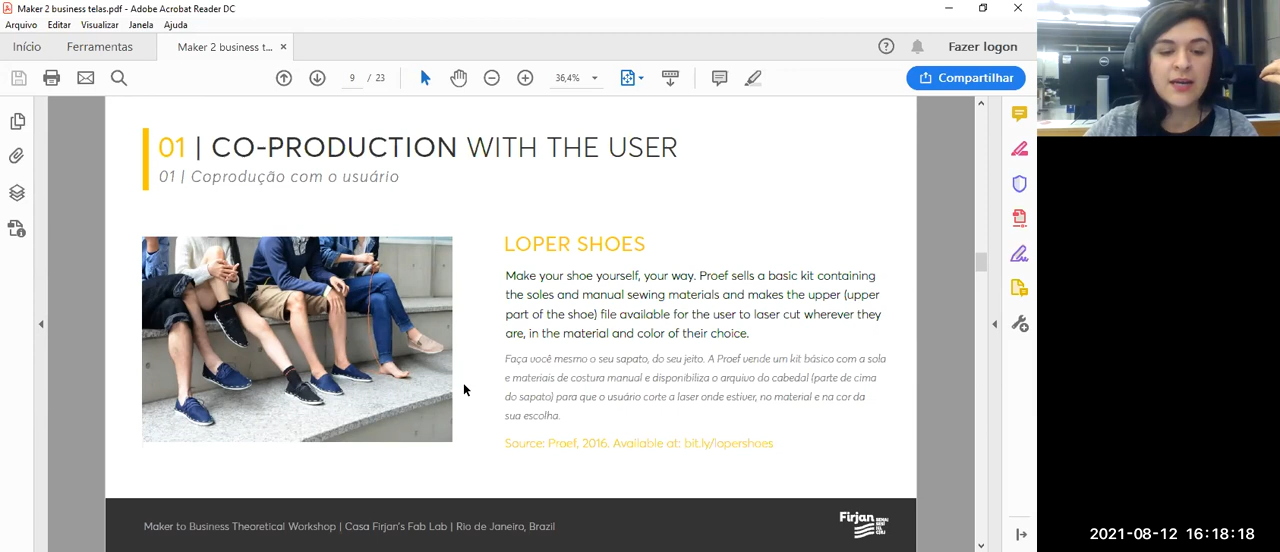 Maker 2 business telas.pdf - Adobe Acrobat Reader DC
Arquivo Editar Visualizar Janela Ajuda
Início Ferramentas Maker 2 business t... × Fazer logon
9 / 23 36,4% Compartilhar
01 | CO-PRODUCTION WITH THE USER
01 | Coprodução com o usuário
LOPER SHOES
Make your shoe yourself, your way. Proef sells a basic kit containing
the soles and manual sewing materials and makes the upper (upper
part of the shoe) file available for the user to laser cut wherever they
are, in the material and color of their choice.
Faça você mesmo o seu sapato, do seu jeito. A Proef vende um kit básico com a sola
e materiais de costura manual e disponibiliza o arquivo do cabedal (parte de cima
do sapato) para que o usuário corte a laser onde estiver, no material e na cor da
sua escolha.
Source: Proef, 2016. Available at: bit.ly/lopershoes
Maker to Business Theoretical Workshop | Casa Firjan's Fab Lab | Rio de Janeiro, Brazil
Firjan
2021-08-12 16:18:18